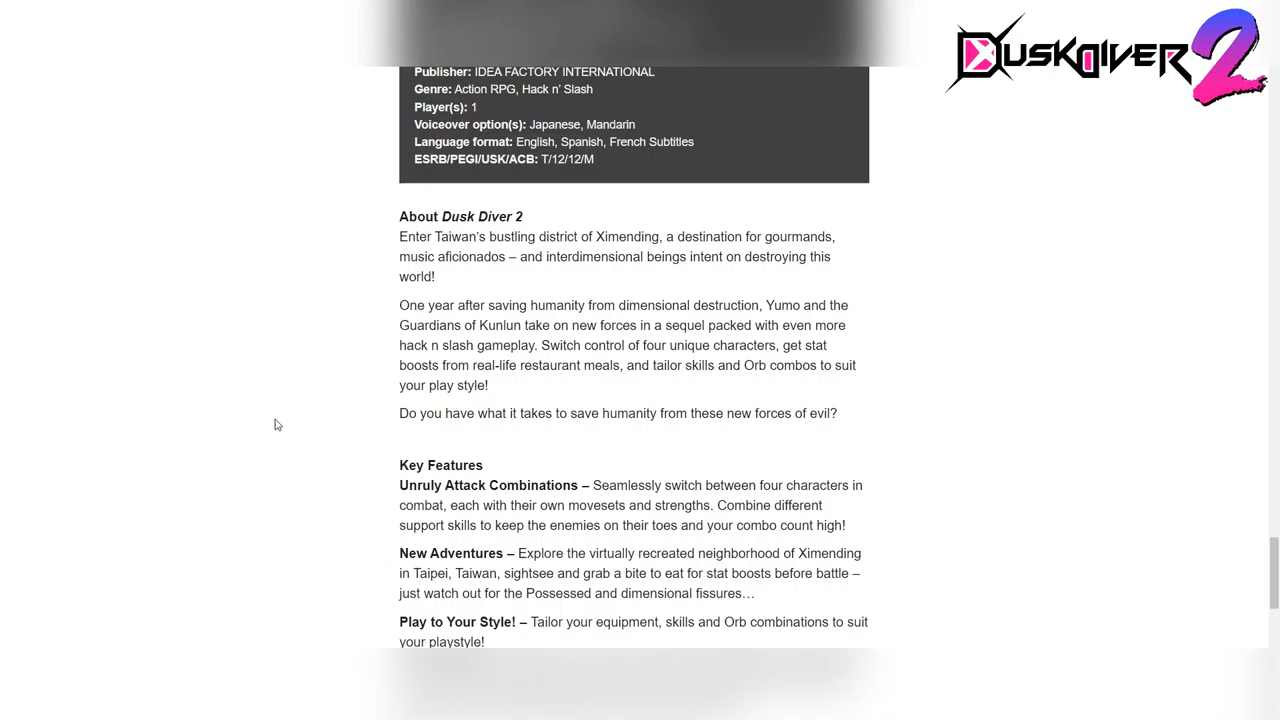 DUSKDIVER 2
Publisher: IDEA FACTORY INTERNATIONAL
Genre: Action RPG, Hack n' Slash
Player(s): 1
Voiceover option(s): Japanese, Mandarin
Language format: English, Spanish, French Subtitles
ESRB/PEGI/USK/ACB: T/12/12/M
About Dusk Diver 2
Enter Taiwan's bustling district of Ximending, a destination for gourmands,
music aficionados – and interdimensional beings intent on destroying this
world!
One year after saving humanity from dimensional destruction, Yumo and the
Guardians of Kunlun take on new forces in a sequel packed with even more
hack n slash gameplay. Switch control of four unique characters, get stat
boosts from real-life restaurant meals, and tailor skills and Orb combos to suit
your play style!
Do you have what it takes to save humanity from these new forces of evil?
Key Features
Unruly Attack Combinations – Seamlessly switch between four characters in
combat, each with their own movesets and strengths. Combine different
support skills to keep the enemies on their toes and your combo count high!
New Adventures – Explore the virtually recreated neighborhood of Ximending
in Taipei, Taiwan, sightsee and grab a bite to eat for stat boosts before battle –
just watch out for the Possessed and dimensional fissures…
Play to Your Style! – Tailor your equipment, skills and Orb combinations to suit
your playstyle!